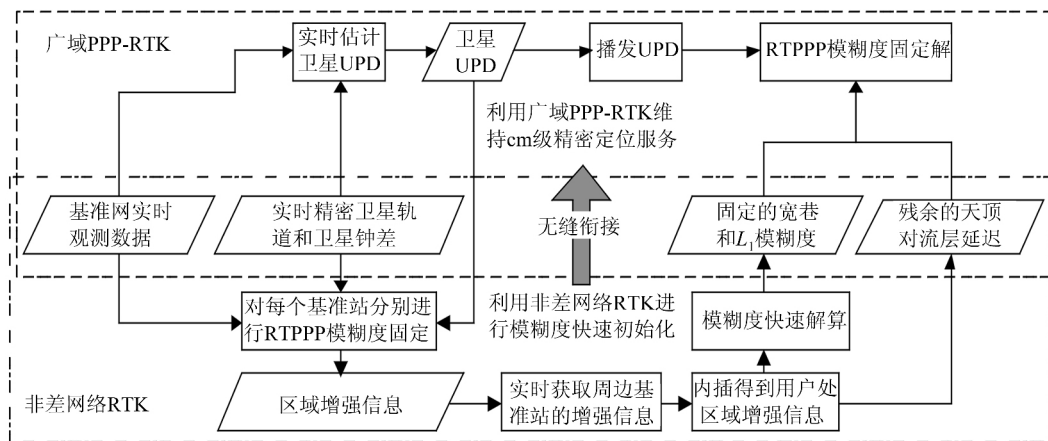 广域PPP-RTK
实时估计
卫星UPD
卫星
UPD
播发UPD
RTPPP模糊度固定解
利用广域PPP-RTK维
持cm级精密定位服务
基准网实时
观测数据
实时精密卫星轨
道和卫星钟差
无缝衔接
固定的宽巷
和L₁模糊度
残余的天顶
对流层延迟
对每个基准站分别进
行RTPPP模糊度固定
利用非差网络RTK进
行模糊度快速初始化
模糊度快速解算
非差网络RTK
区域增强信息
实时获取周边基
准站的增强信息
内插得到用户处
区域增强信息